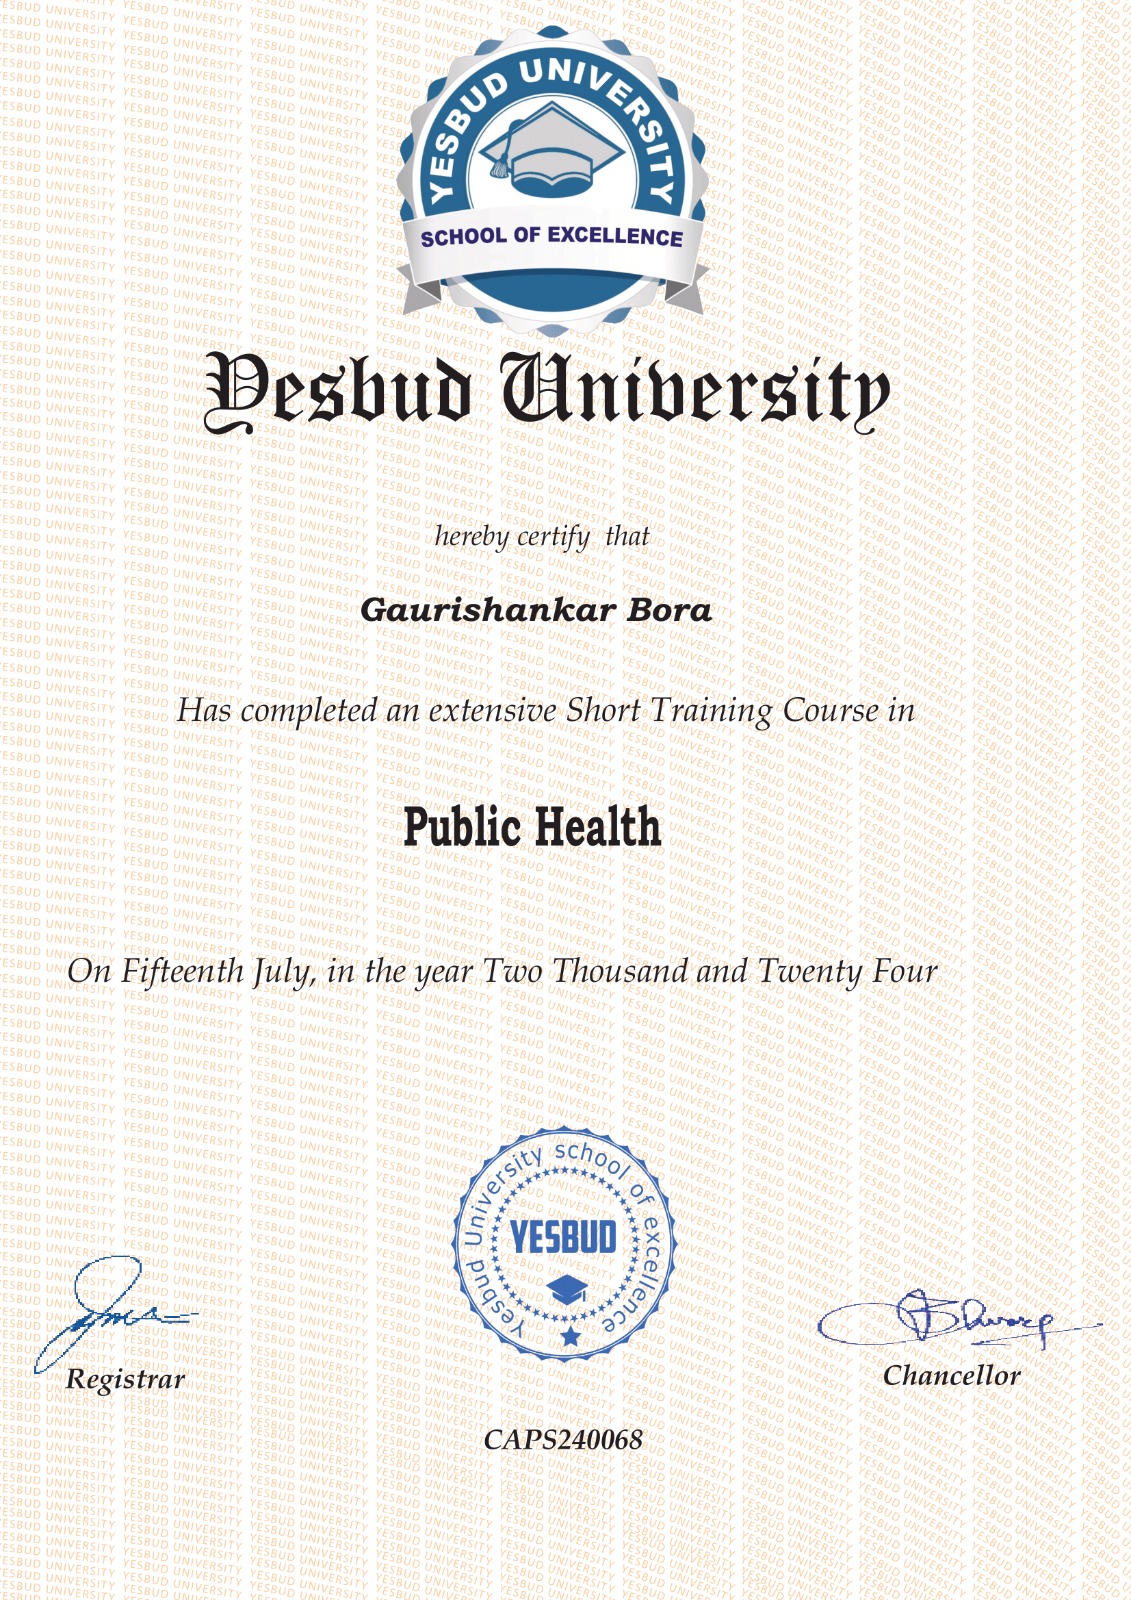 YESBUD UNIVERSITY
SCHOOL OF EXCELLENCE
Yesbud University
hereby certify that
Gaurishankar Bora
Has completed an extensive Short Training Course in
Public Health
On Fifteenth July, in the year Two Thousand and Twenty Four
Yesbud University school of excellence
YESBUD
Registrar
Chancellor
CAPS240068